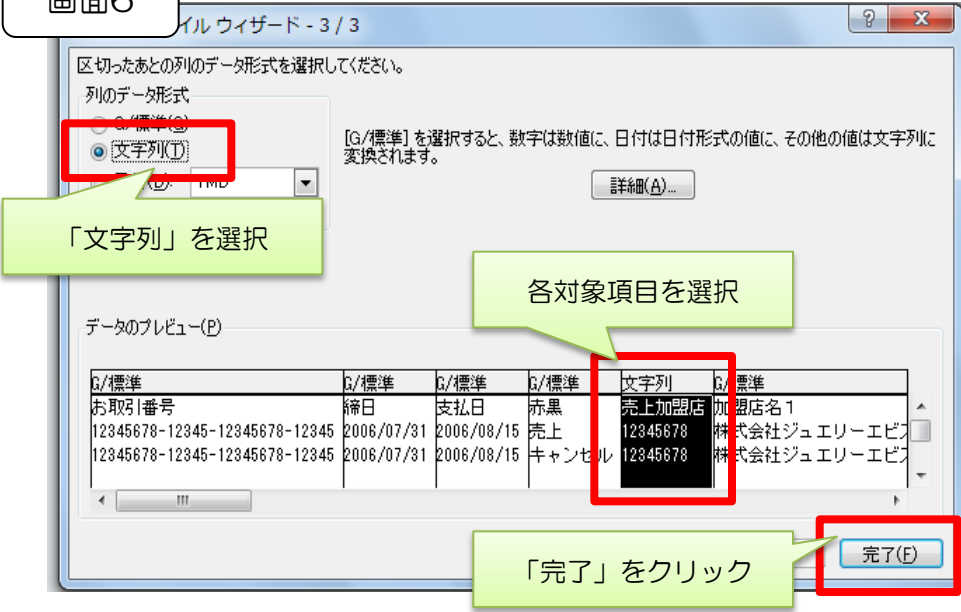 画面6
イル ウィザード - 3 / 3
区切ったあとの列のデータ形式を選択してください。
列のデータ形式
G/標準(G)
文字列(T)
(D): YMD
[G/標準] を選択すると、数字は数値に、日付は日付形式の値に、その他の値は文字列に
変換されます。
詳細(A)...
「文字列」を選択
各対象項目を選択
データのプレビュー(P)
G/標準 G/標準 G/標準 G/標準 文字列 G/標準
お取引番号 締日 支払日 赤黒 売上加盟店 加盟店名1
12345678-12345-12345678-12345 2006/07/31 2006/08/15 売上 12345678 株式会社ジュエリーエビス
12345678-12345-12345678-12345 2006/07/31 2006/08/15 キャンセル 12345678 株式会社ジュエリーエビス
「完了」をクリック
完了(F)